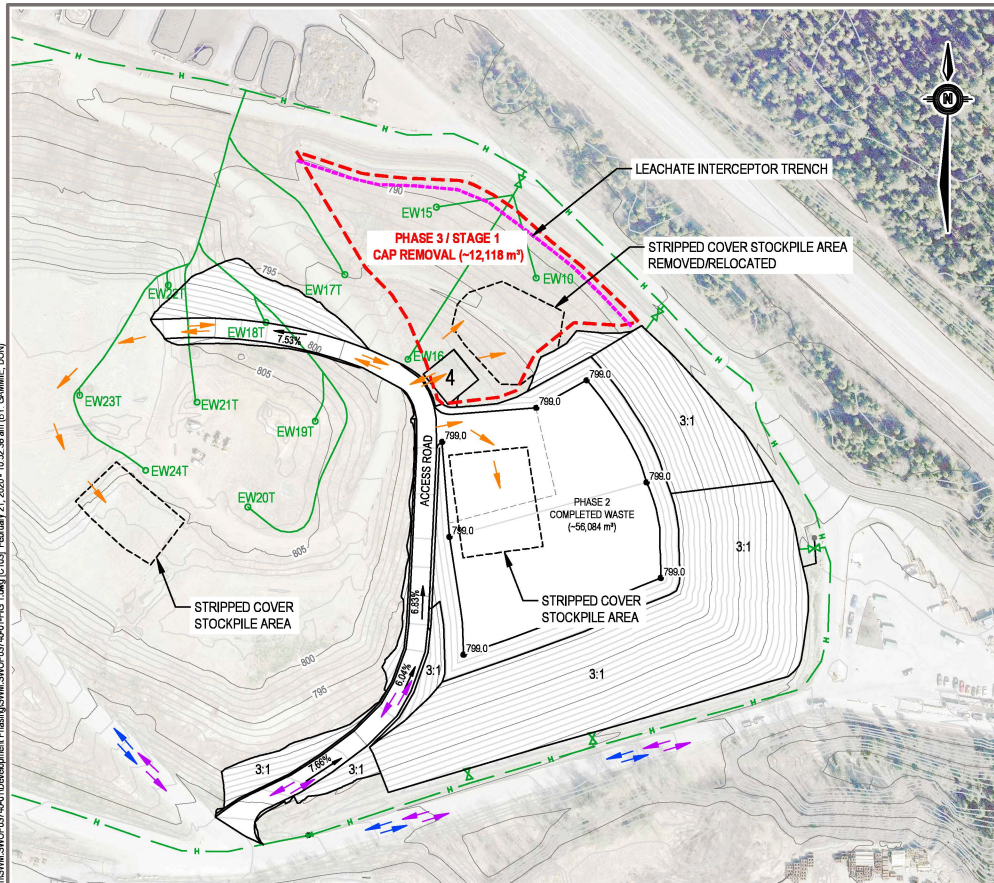 N
LEACHATE INTERCEPTOR TRENCH
790
EW15
PHASE 3 / STAGE 1
CAP REMOVAL (~12,118 m³)
STRIPPED COVER STOCKPILE AREA
REMOVED/RELOCATED
795
EW17T
EW10
EW22T
EW18T
7.53%
800
EW16
805
4
EW23T
EW21T
EW19T
799.0
799.0
799.0
3:1
ACCESS ROAD
EW24T
799.0
EW20T
PHASE 2
COMPLETED WASTE
(~56,084 m³)
799.0
805
3:1
799.0
6.83%
STRIPPED COVER
STOCKPILE AREA
STRIPPED COVER
STOCKPILE AREA
799.0
800
6.04%
3:1
3:1
795
7.66%
3:1
3:1
H H H H H H H H H H H H H H H